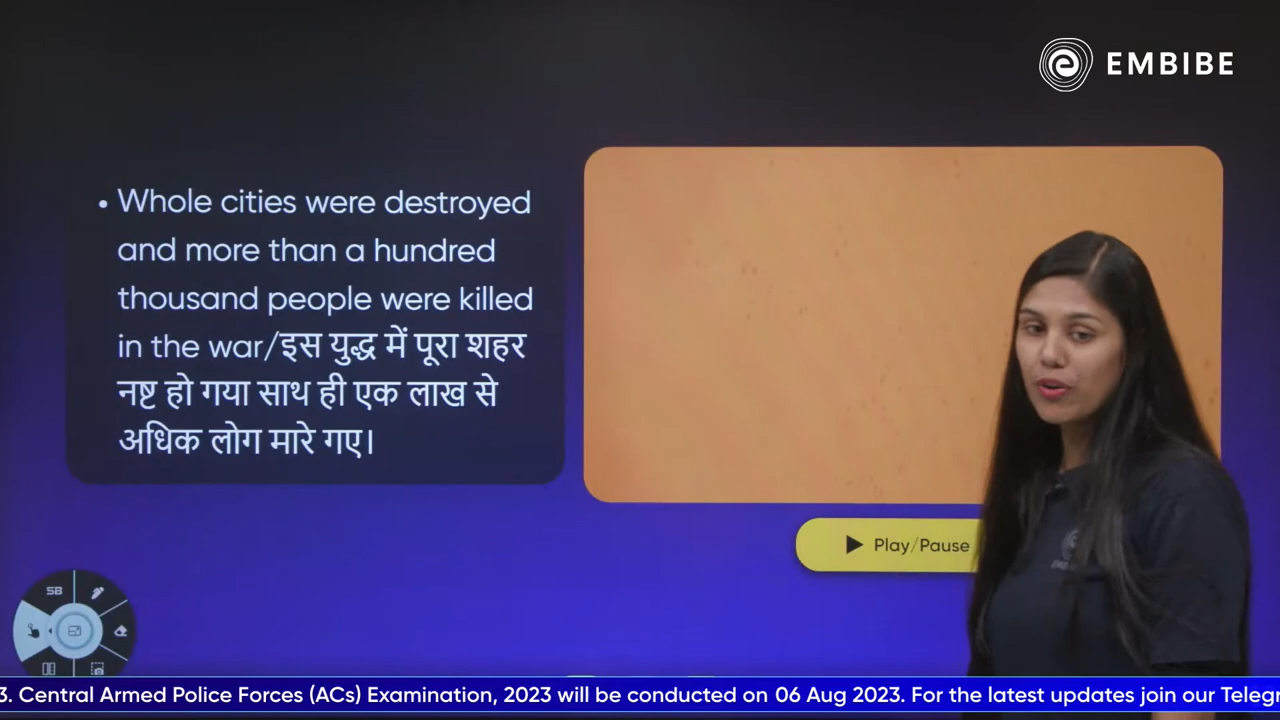 EMBIBE
• Whole cities were destroyed
and more than a hundred
thousand people were killed
in the war/इस युद्ध में पूरा शहर
नष्ट हो गया साथ ही एक लाख से
अधिक लोग मारे गए।
Play/Pause
SB
3. Central Armed Police Forces (ACs) Examination, 2023 will be conducted on 06 Aug 2023. For the latest updates join our Telegr